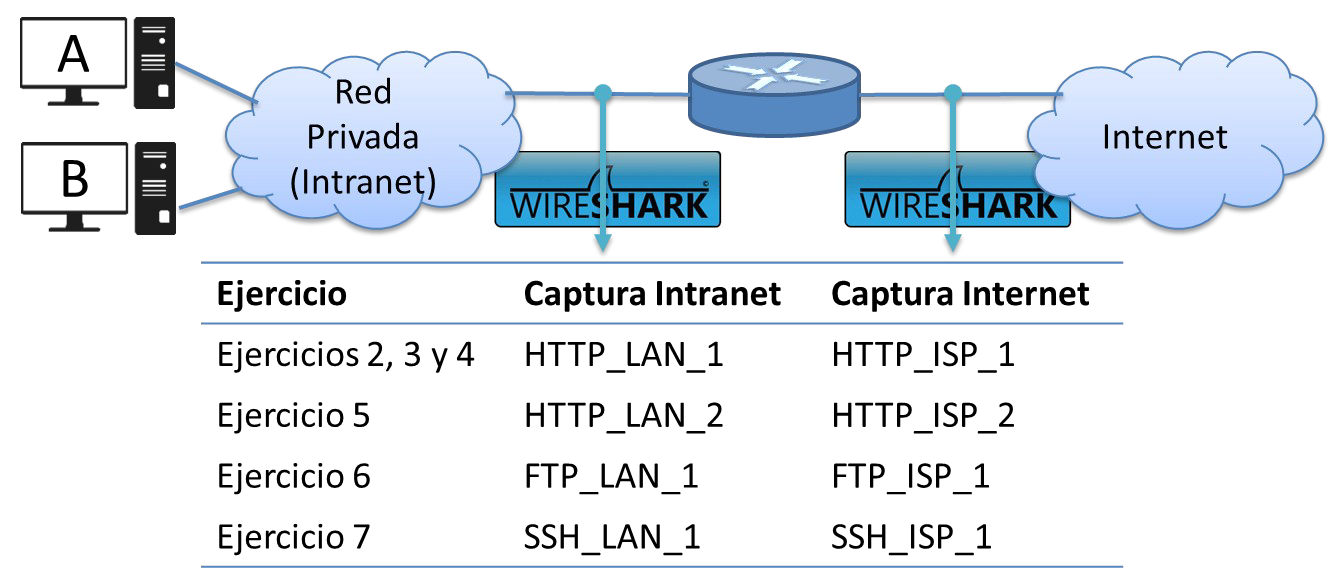 A
B
Red
Privada
(Intranet)
Internet
WIRESHARK
©
WIRESHARK
Ejercicio Captura Intranet Captura Internet
Ejercicios 2, 3 y 4 HTTP_LAN_1 HTTP_ISP_1
Ejercicio 5 HTTP_LAN_2 HTTP_ISP_2
Ejercicio 6 FTP_LAN_1 FTP_ISP_1
Ejercicio 7 SSH_LAN_1 SSH_ISP_1